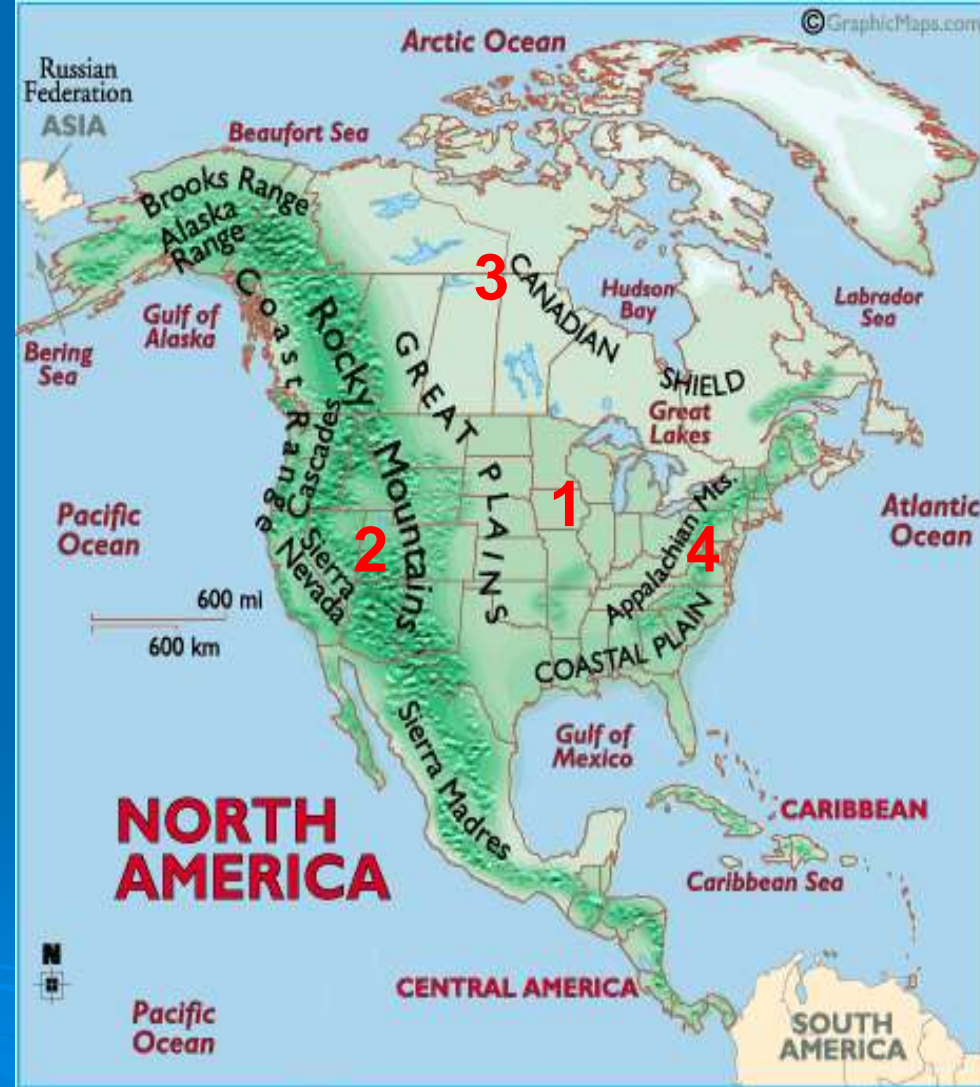 © GraphicMaps.com
Arctic Ocean
Russian
Federation
ASIA
Beaufort Sea
Brooks Range
Alaska
Range
CANADIAN
SHIELD
Hudson
Bay
Labrador
Sea
3
Gulf of
Alaska
Bering
Sea
Coast Range
Rocky Mountains
GREAT PLAINS
Great
Lakes
Cascades
1
Appalachian Mts.
Pacific
Ocean
Atlantic
Ocean
2
4
Sierra
Nevada
600 mi
600 km
COASTAL PLAIN
Sierra Madres
Gulf of
Mexico
NORTH
AMERICA
CARIBBEAN
Caribbean Sea
N
CENTRAL AMERICA
Pacific
Ocean
SOUTH
AMERICA